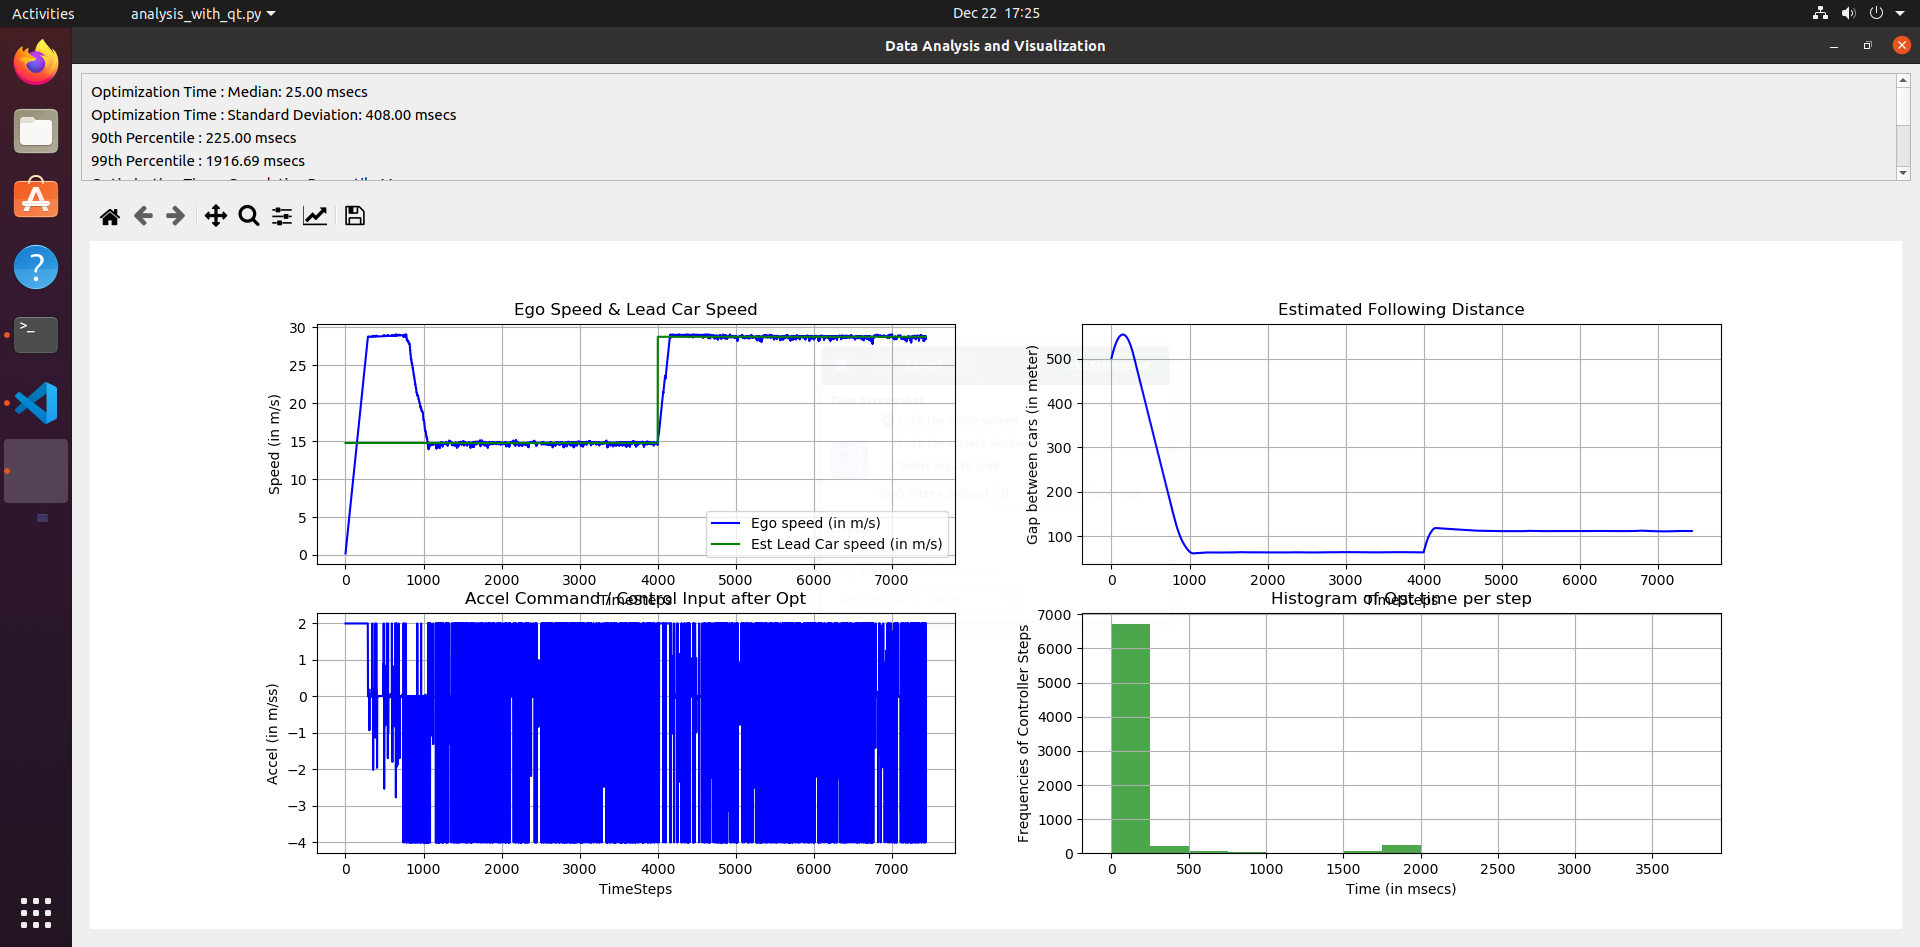 Activities
analysis_with_qt.py
Dec 22 17:25
Data Analysis and Visualization
Optimization Time : Median: 25.00 msecs
Optimization Time : Standard Deviation: 408.00 msecs
90th Percentile : 225.00 msecs
99th Percentile : 1916.69 msecs
Ego Speed & Lead Car Speed
Speed (in m/s)
30
25
20
15
10
5
0
Ego speed (in m/s)
Est Lead Car speed (in m/s)
0 1000 2000 3000 4000 5000 6000 7000
TimeSteps
Estimated Following Distance
Gap between cars (in meter)
500
400
300
200
100
0 1000 2000 3000 4000 5000 6000 7000
TimeSteps
Accel Command / Control Input after Opt
Accel (in m/ss)
2
1
0
−1
−2
−3
−4
0 1000 2000 3000 4000 5000 6000 7000
TimeSteps
Histogram of Opt time per step
Frequencies of Controller Steps
7000
6000
5000
4000
3000
2000
1000
0
0 500 1000 1500 2000 2500 3000 3500
Time (in msecs)